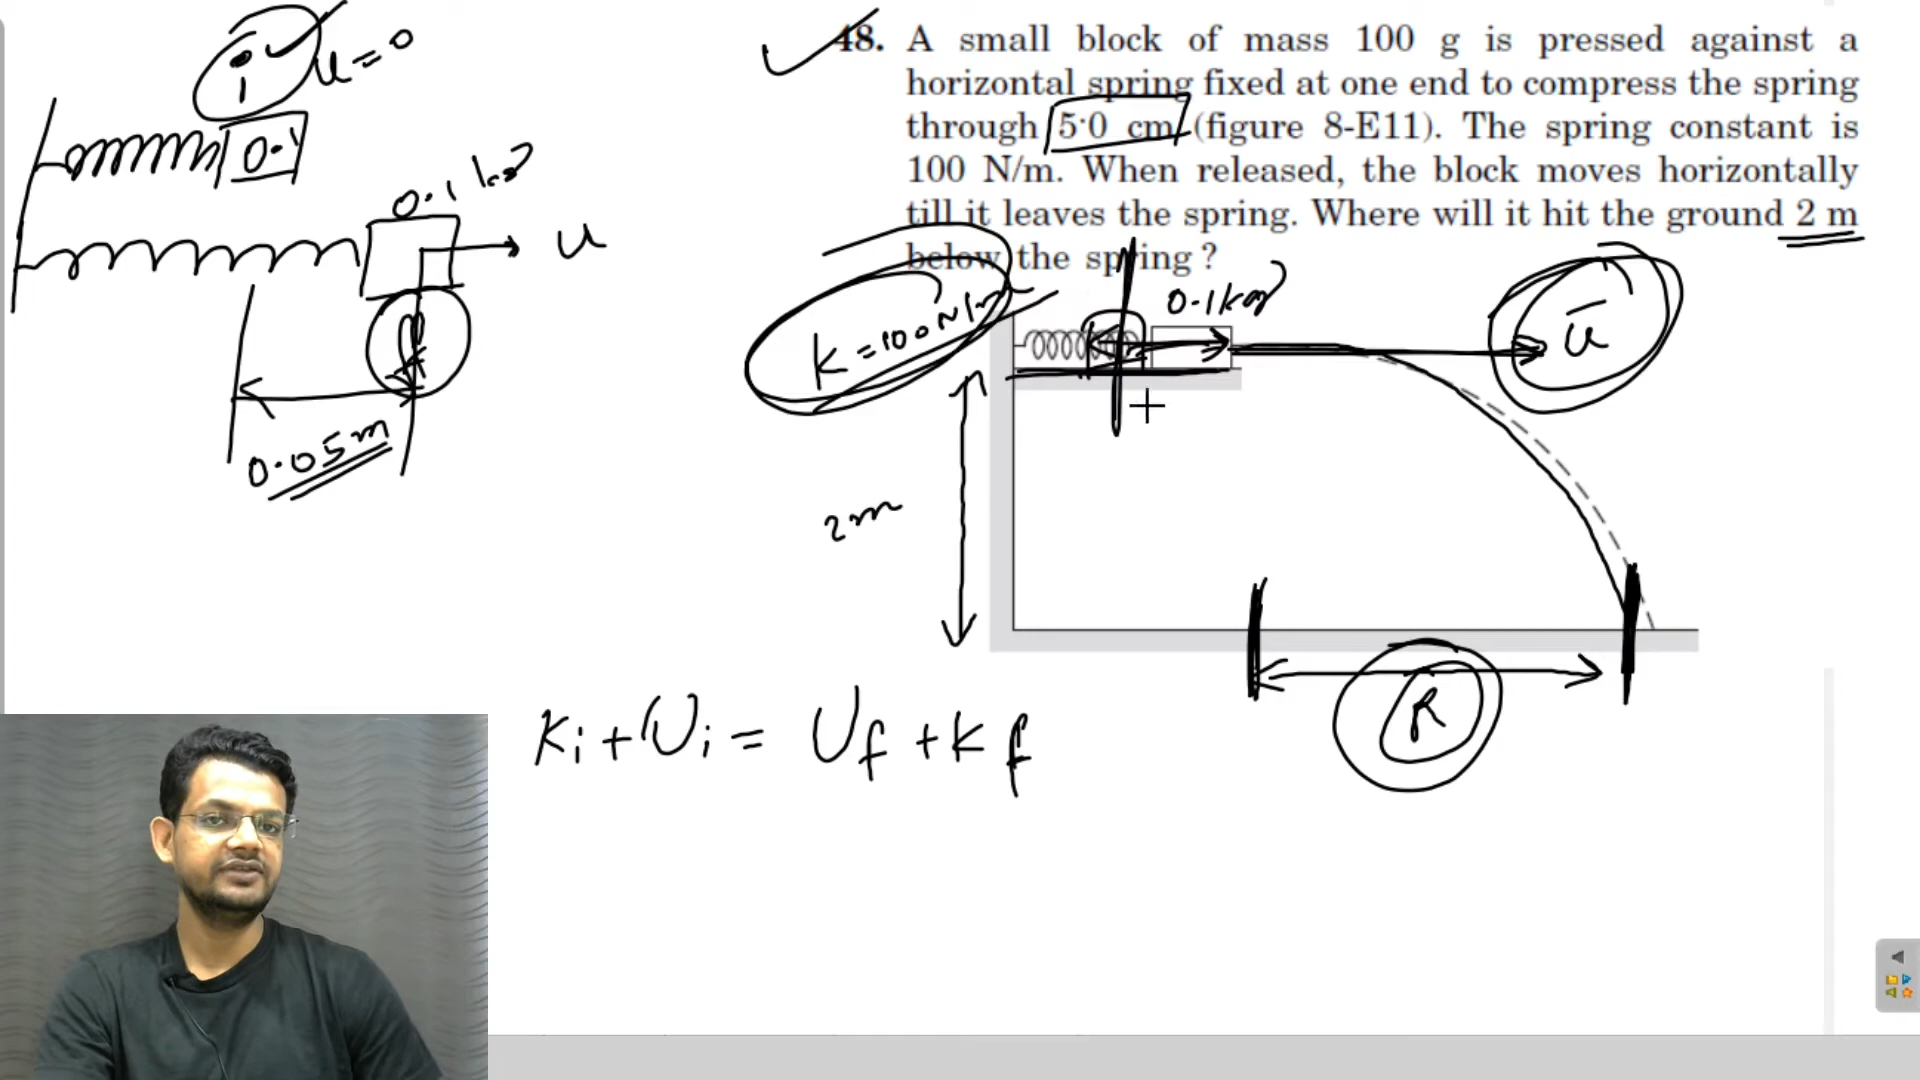 48. A small block of mass 100 g is pressed against a
horizontal spring fixed at one end to compress the spring
through 5·0 cm (figure 8-E11). The spring constant is
100 N/m. When released, the block moves horizontally
till it leaves the spring. Where will it hit the ground 2 m
below the spring ?
i
u=0
0.1
0.1 kg
u
f
0.05m
K=100N/m
0.1kg
u
2m
R
Ki+Ui = Uf+Kf